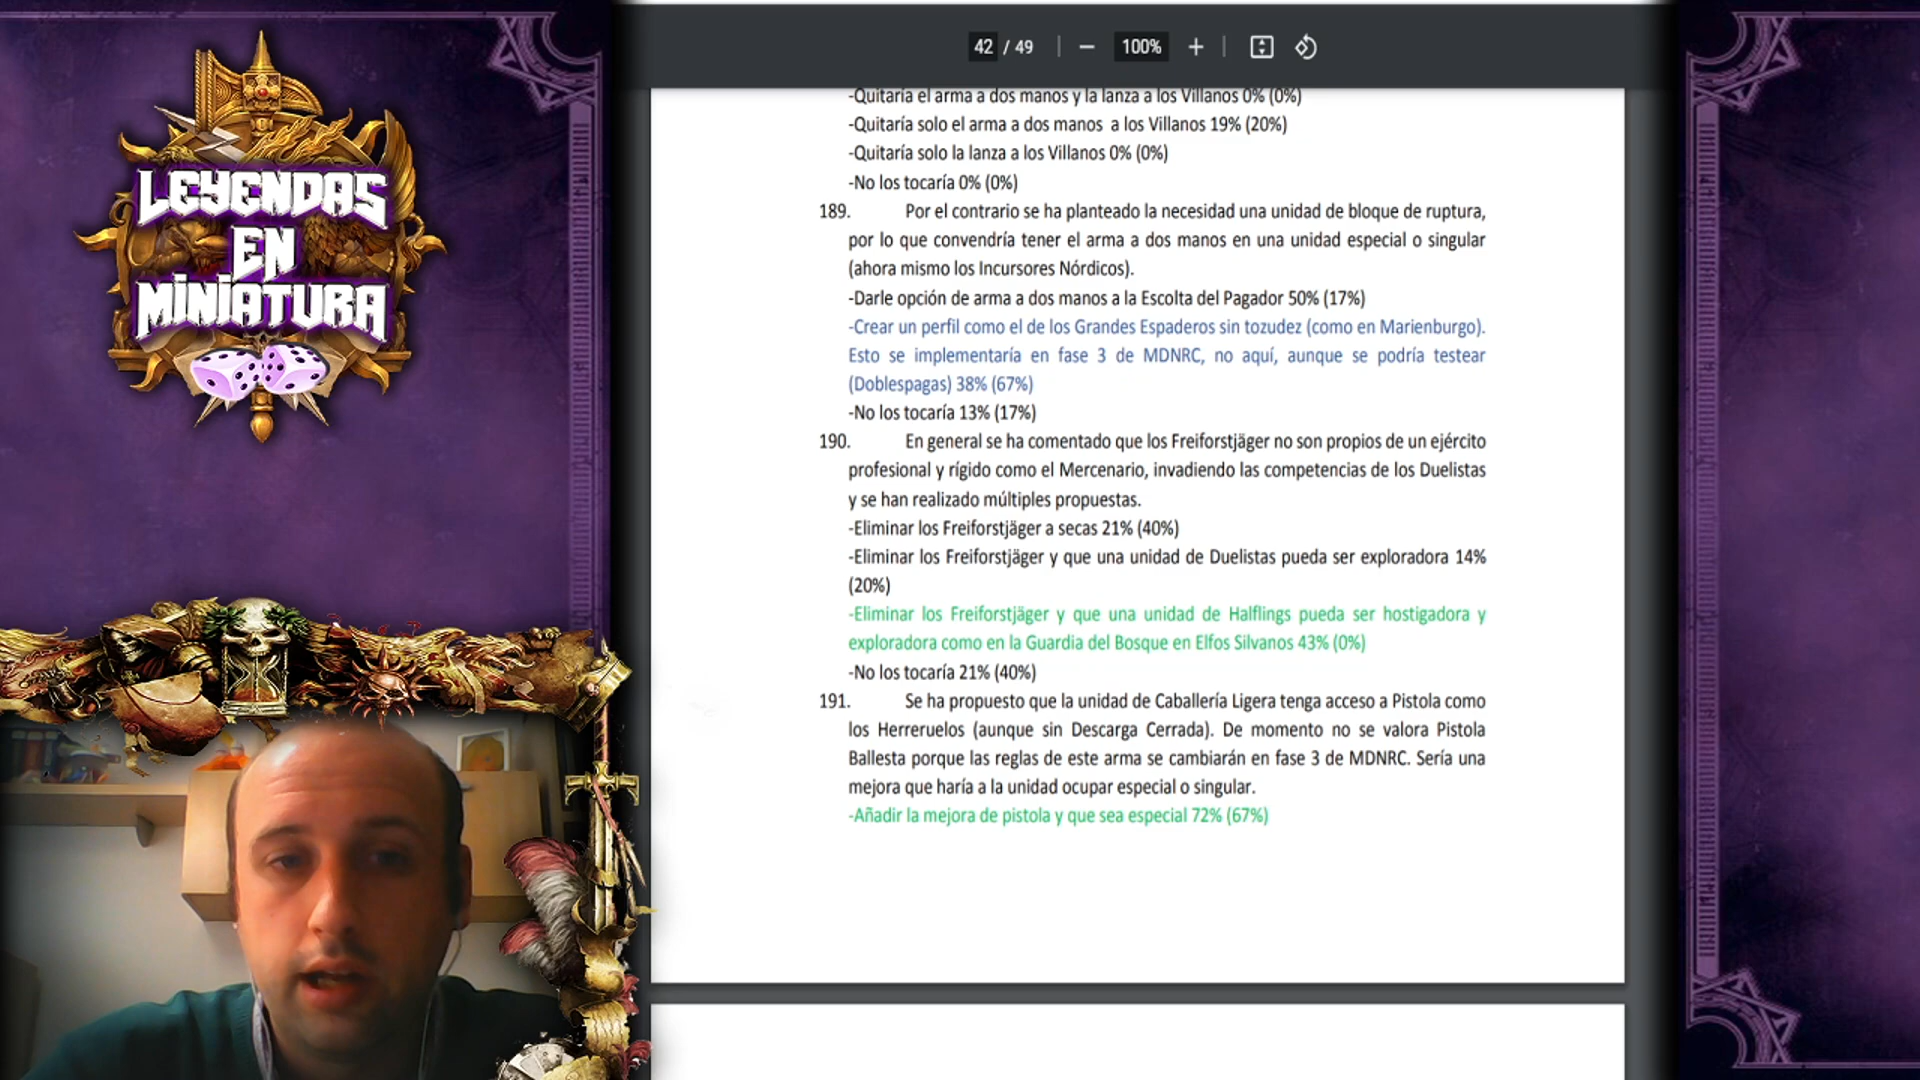 LEYENDAS
EN
MINIATURA
42 / 49
100%
-Quitaría el arma a dos manos y la lanza a los Villanos 0% (0%)
-Quitaría solo el arma a dos manos a los Villanos 19% (20%)
-Quitaría solo la lanza a los Villanos 0% (0%)
-No los tocaría 0% (0%)
189. Por el contrario se ha planteado la necesidad una unidad de bloque de ruptura,
por lo que convendría tener el arma a dos manos en una unidad especial o singular
(ahora mismo los Incursores Nórdicos).
-Darle opción de arma a dos manos a la Escolta del Pagador 50% (17%)
-Crear un perfil como el de los Grandes Espaderos sin tozudez (como en Marienburgo).
Esto se implementaría en fase 3 de MDNRC, no aquí, aunque se podría testear
(Doblespagas) 38% (67%)
-No los tocaría 13% (17%)
190. En general se ha comentado que los Freiforstjäger no son propios de un ejército
profesional y rígido como el Mercenario, invadiendo las competencias de los Duelistas
y se han realizado múltiples propuestas.
-Eliminar los Freiforstjäger a secas 21% (40%)
-Eliminar los Freiforstjäger y que una unidad de Duelistas pueda ser exploradora 14%
(20%)
-Eliminar los Freiforstjäger y que una unidad de Halflings pueda ser hostigadora y
exploradora como en la Guardia del Bosque en Elfos Silvanos 43% (0%)
-No los tocaría 21% (40%)
191. Se ha propuesto que la unidad de Caballería Ligera tenga acceso a Pistola como
los Herreruelos (aunque sin Descarga Cerrada). De momento no se valora Pistola
Ballesta porque las reglas de este arma se cambiarán en fase 3 de MDNRC. Sería una
mejora que haría a la unidad ocupar especial o singular.
-Añadir la mejora de pistola y que sea especial 72% (67%)